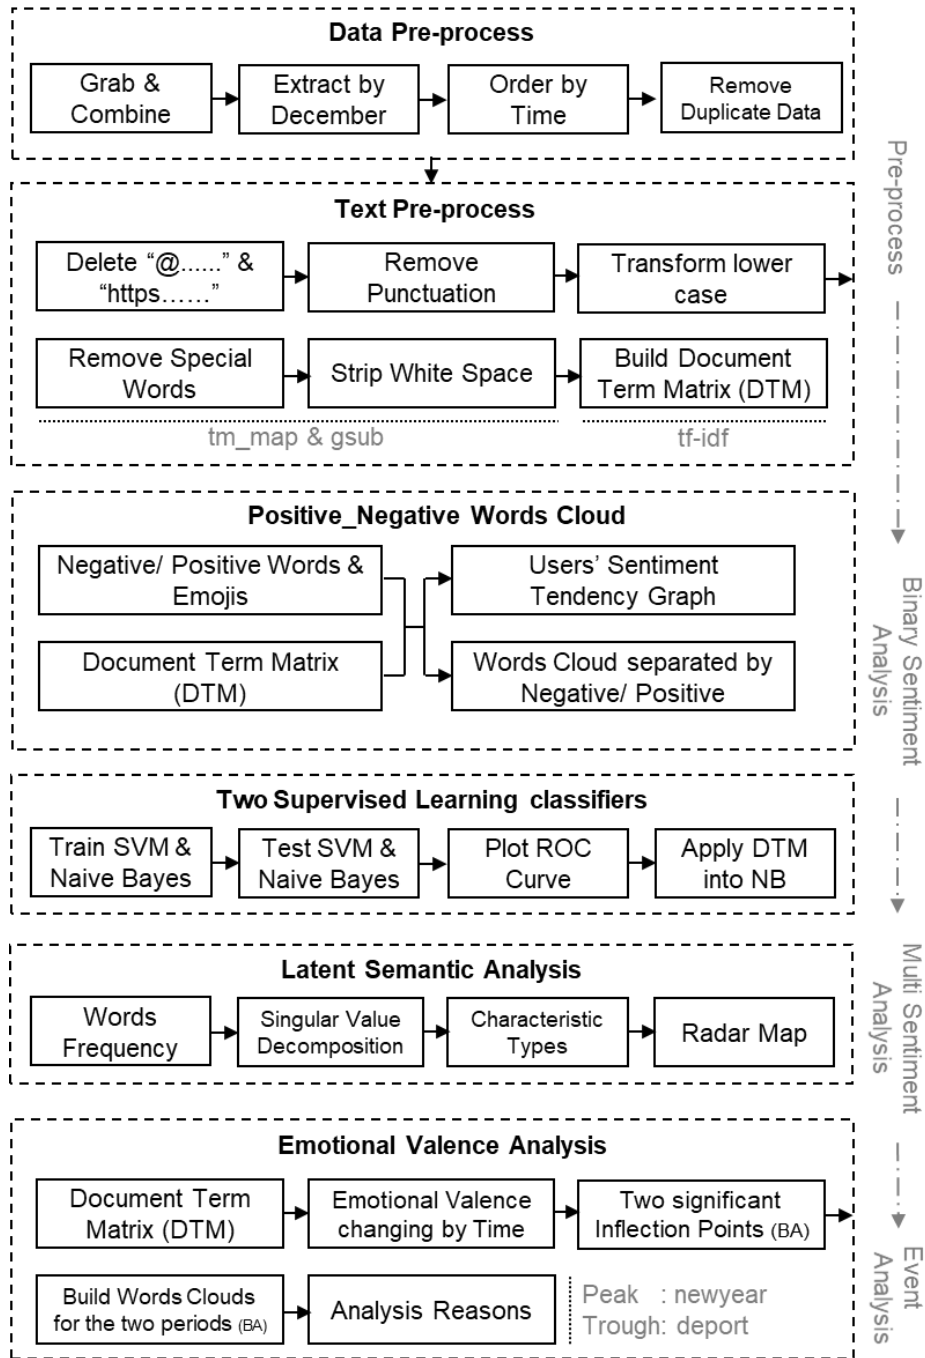 Data Pre-process
Grab &
Combine
Extract by
December
Order by
Time
Remove
Duplicate Data
Text Pre-process
Delete “@......” &
“https……”
Remove
Punctuation
Transform lower
case
Remove Special
Words
Strip White Space
Build Document
Term Matrix (DTM)
tm_map & gsub
tf-idf
Pre-process
Positive_Negative Words Cloud
Negative/ Positive Words &
Emojis
Users’ Sentiment
Tendency Graph
Document Term Matrix
(DTM)
Words Cloud separated by
Negative/ Positive
Binary Sentiment
Analysis
Two Supervised Learning classifiers
Train SVM &
Naive Bayes
Test SVM &
Naive Bayes
Plot ROC
Curve
Apply DTM
into NB
Latent Semantic Analysis
Words
Frequency
Singular Value
Decomposition
Characteristic
Types
Radar Map
Multi Sentiment
Analysis
Emotional Valence Analysis
Document Term
Matrix (DTM)
Emotional Valence
changing by Time
Two significant
Inflection Points (BA)
Build Words Clouds
for the two periods (BA)
Analysis Reasons
Peak : newyear
Trough: deport
Event
Analysis